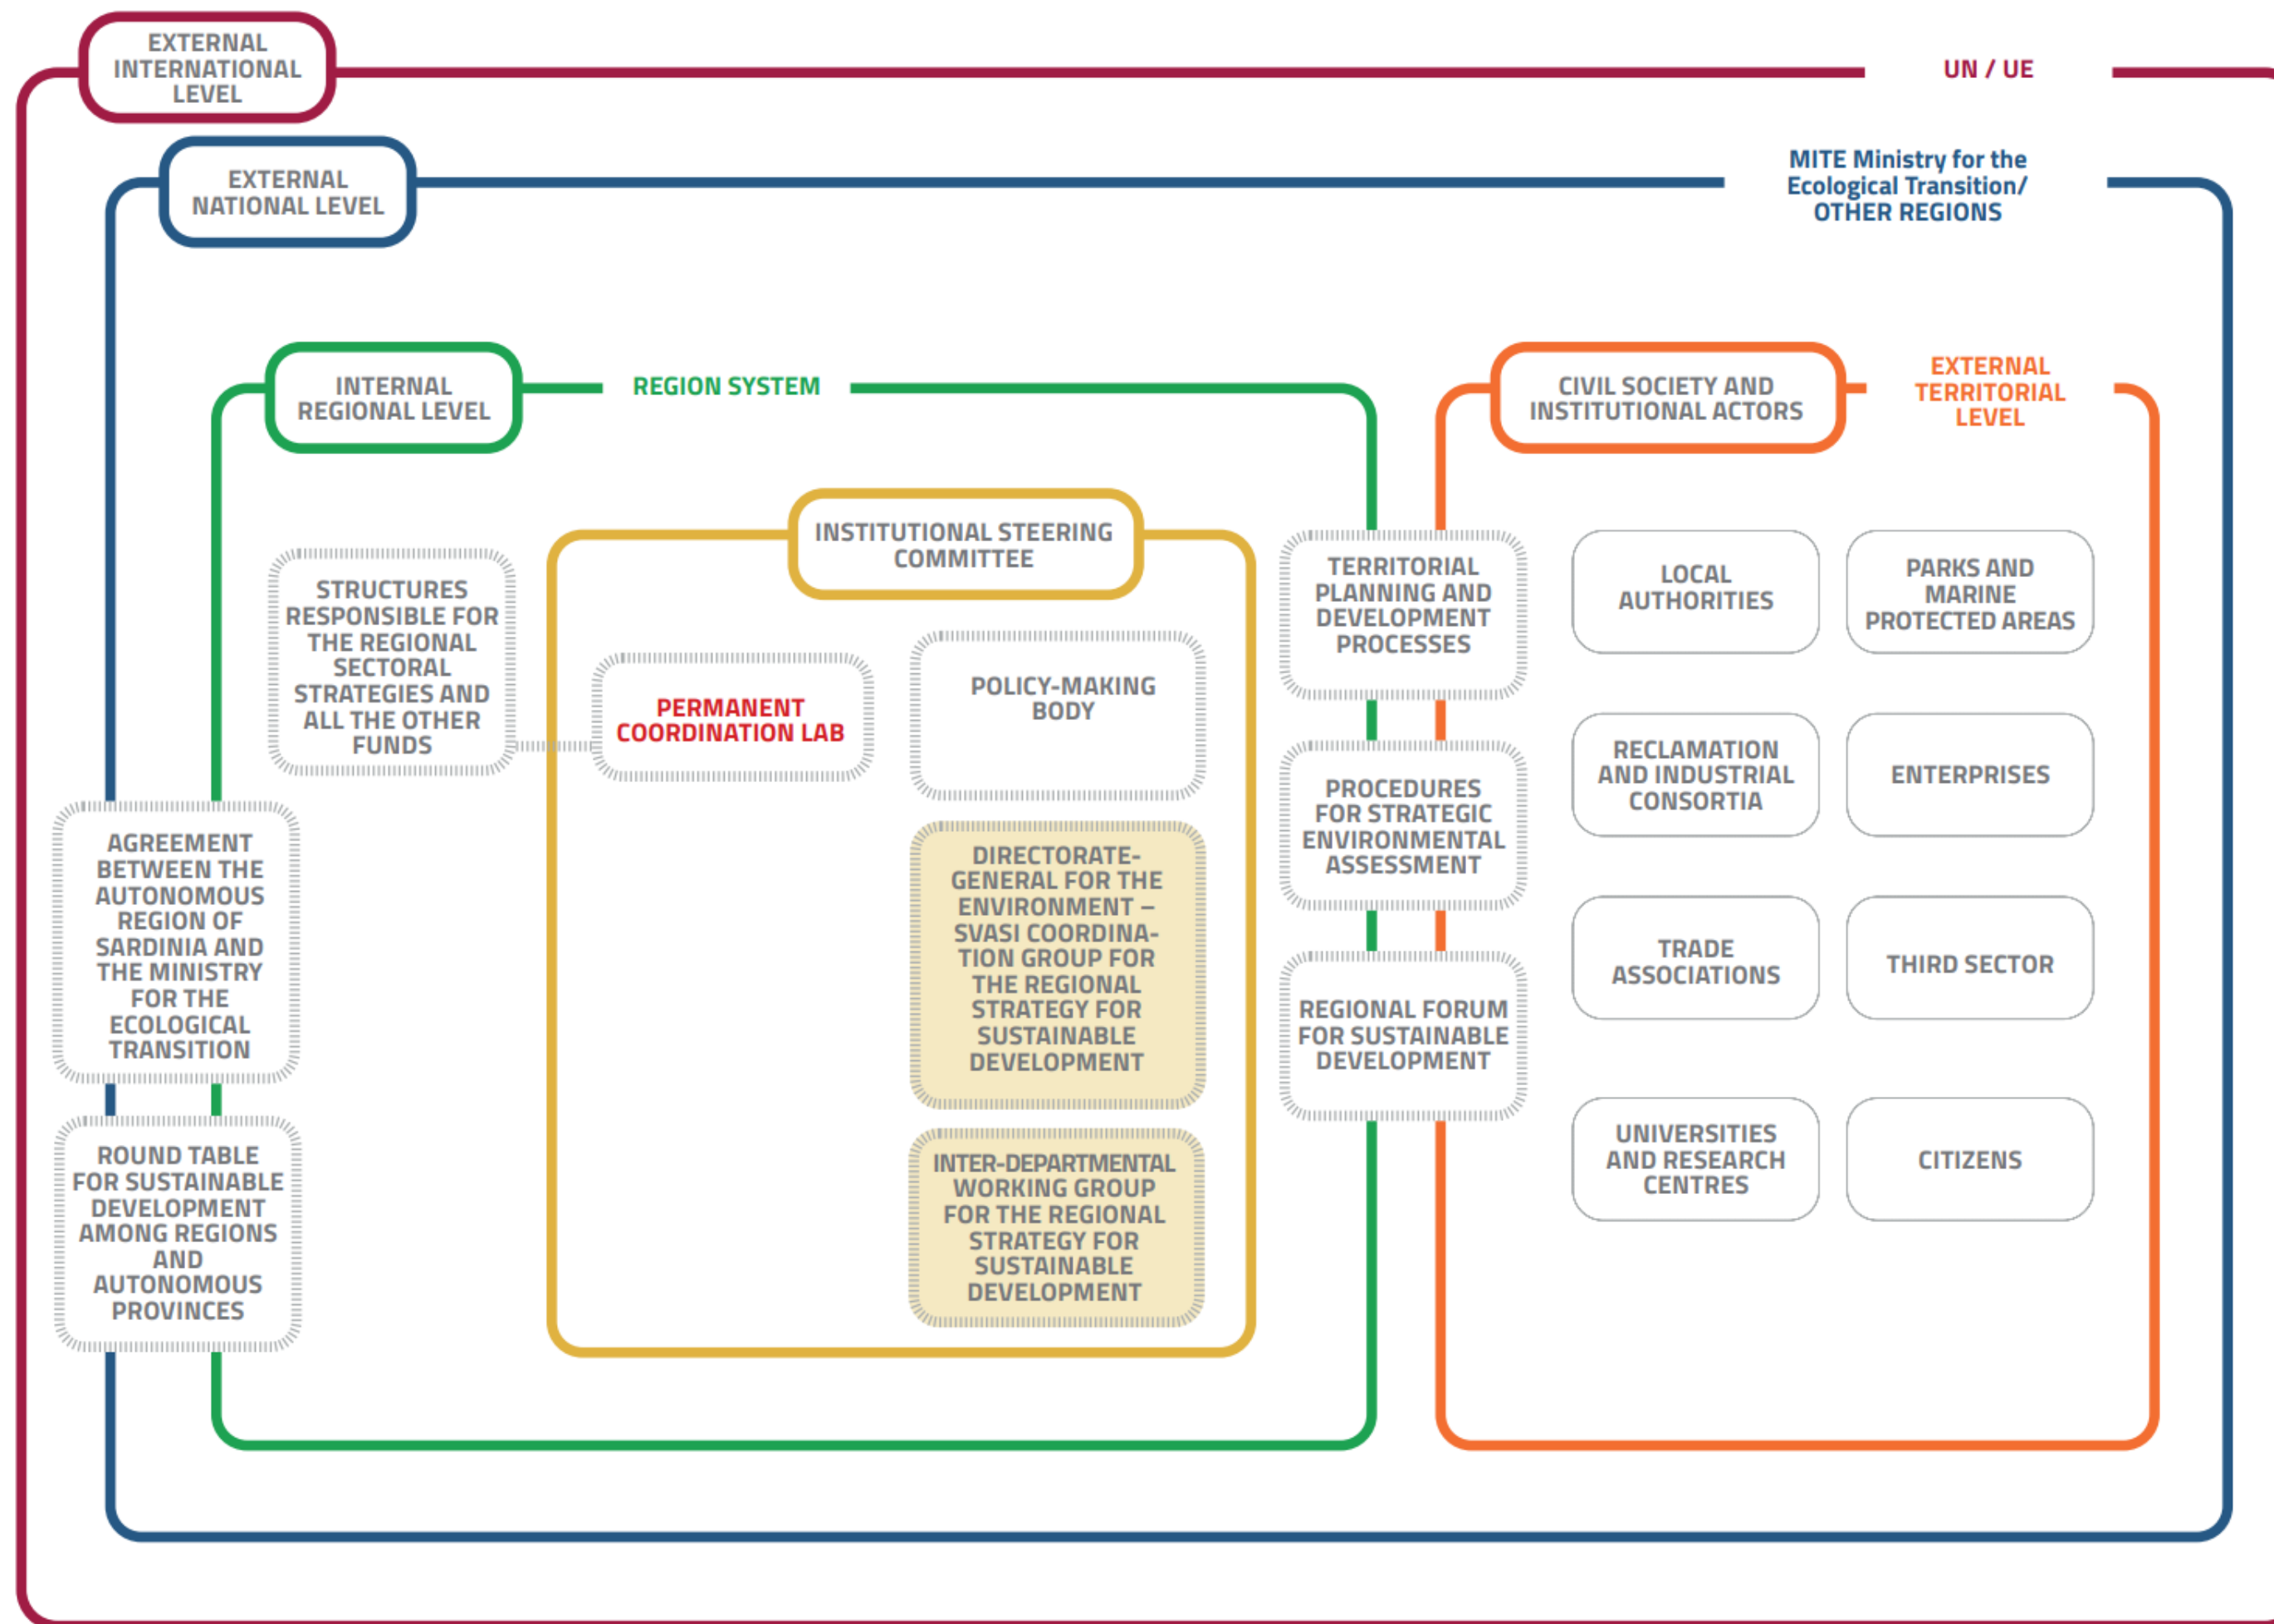 EXTERNAL
INTERNATIONAL
LEVEL
UN / UE
EXTERNAL
NATIONAL LEVEL
MITE Ministry for the
Ecological Transition/
OTHER REGIONS
INTERNAL
REGIONAL LEVEL
REGION SYSTEM
CIVIL SOCIETY AND
INSTITUTIONAL ACTORS
EXTERNAL
TERRITORIAL
LEVEL
INSTITUTIONAL STEERING
COMMITTEE
STRUCTURES
RESPONSIBLE FOR
THE REGIONAL
SECTORAL
STRATEGIES AND
ALL THE OTHER
FUNDS
PERMANENT
COORDINATION LAB
POLICY-MAKING
BODY
DIRECTORATE-
GENERAL FOR THE
ENVIRONMENT –
SVASI COORDINA-
TION GROUP FOR
THE REGIONAL
STRATEGY FOR
SUSTAINABLE
DEVELOPMENT
INTER-DEPARTMENTAL
WORKING GROUP
FOR THE REGIONAL
STRATEGY FOR
SUSTAINABLE
DEVELOPMENT
AGREEMENT
BETWEEN THE
AUTONOMOUS
REGION OF
SARDINIA AND
THE MINISTRY
FOR THE
ECOLOGICAL
TRANSITION
ROUND TABLE
FOR SUSTAINABLE
DEVELOPMENT
AMONG REGIONS
AND
AUTONOMOUS
PROVINCES
TERRITORIAL
PLANNING AND
DEVELOPMENT
PROCESSES
PROCEDURES
FOR STRATEGIC
ENVIRONMENTAL
ASSESSMENT
REGIONAL FORUM
FOR SUSTAINABLE
DEVELOPMENT
LOCAL
AUTHORITIES
PARKS AND
MARINE
PROTECTED AREAS
RECLAMATION
AND INDUSTRIAL
CONSORTIA
ENTERPRISES
TRADE
ASSOCIATIONS
THIRD SECTOR
UNIVERSITIES
AND RESEARCH
CENTRES
CITIZENS